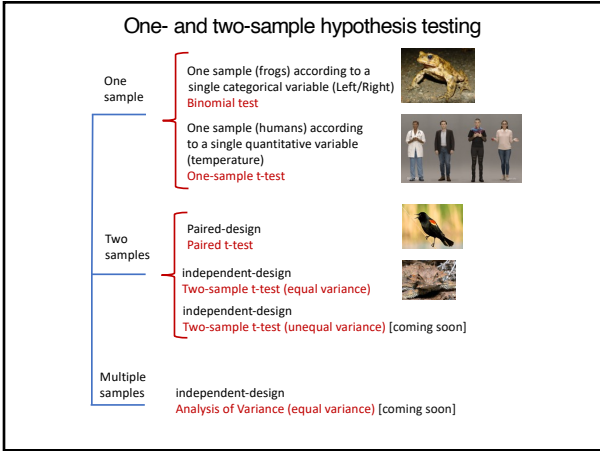 One- and two-sample hypothesis testing
One
sample
One sample (frogs) according to a
single categorical variable (Left/Right)
Binomial test
One sample (humans) according
to a single quantitative variable
(temperature)
One-sample t-test
Two
samples
Paired-design
Paired t-test
independent-design
Two-sample t-test (equal variance)
independent-design
Two-sample t-test (unequal variance) [coming soon]
Multiple
samples
independent-design
Analysis of Variance (equal variance) [coming soon]